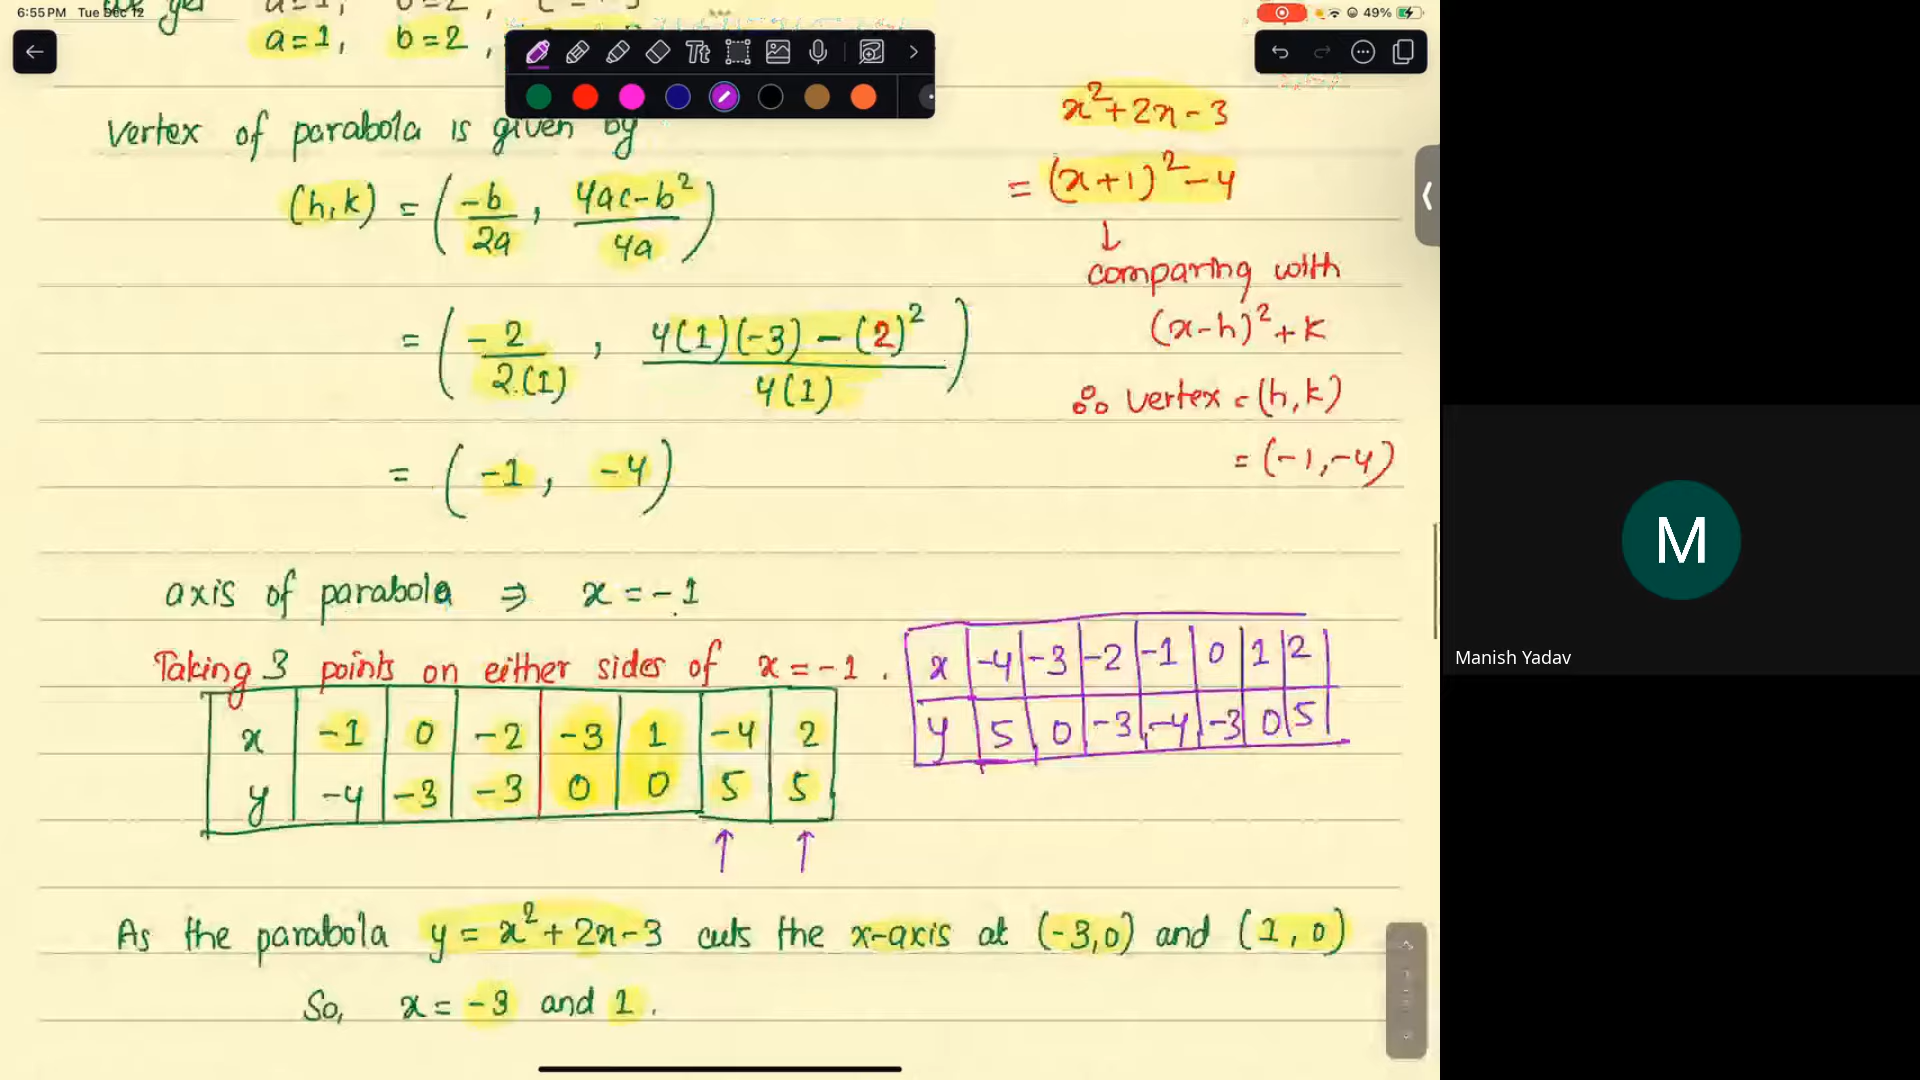 6:55 PM Tue Dec 12
49%
a=1, b=2,
Tt
vertex of parabola is given by
(h,k) = (-b/2a, 4ac-b²/4a)
= (-2/2.(1), 4(1)(-3) - (2)²/4(1))
= (-1, -4)
x²+2x-3
= (x+1)²-4
↓
comparing with
(x-h)²+k
∴ vertex = (h,k)
= (-1,-4)
axis of parabola ⇒ x = -1
Taking 3 points on either sides of x = -1.
x -1 0 -2 -3 1 -4 2
y -4 -3 -3 0 0 5 5
↑ ↑
x -4 -3 -2 -1 0 1 2
y 5 0 -3 -4 -3 0 5
As the parabola y = x²+2x-3 cuts the x-axis at (-3,0) and (1,0)
So, x = -3 and 1.
M
Manish Yadav